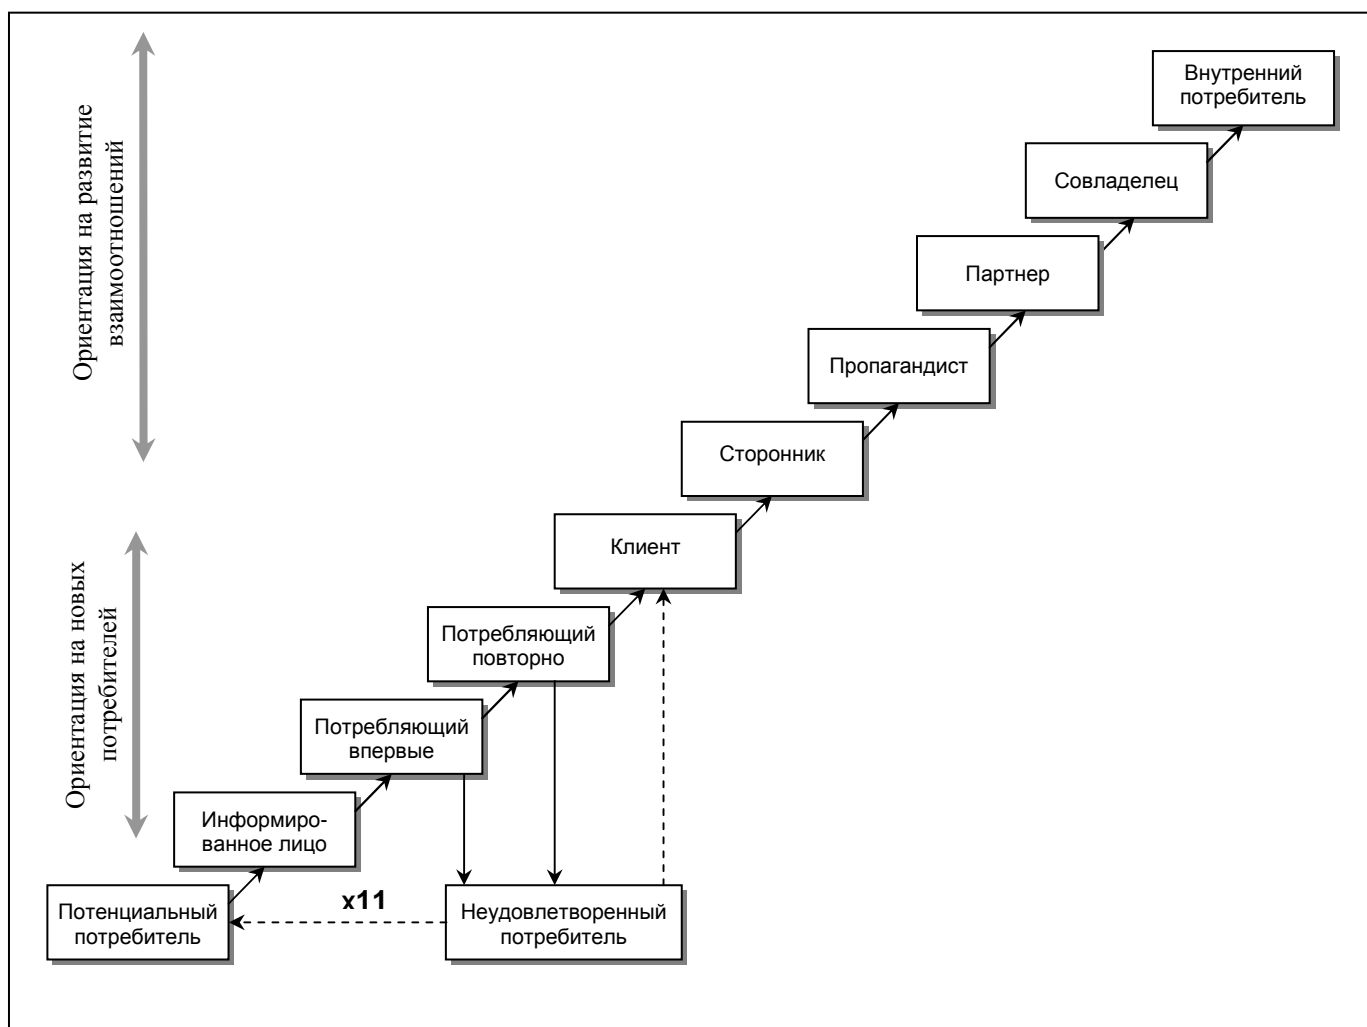 Ориентация на развитие
взаимоотношений
Внутренний
потребитель
Совладелец
Партнер
Пропагандист
Сторонник
Клиент
Ориентация на новых
потребителей
Потребляющий
повторно
Потребляющий
впервые
Информиро-
ванное лицо
Потенциальный
потребитель
x11
Неудовлетворенный
потребитель